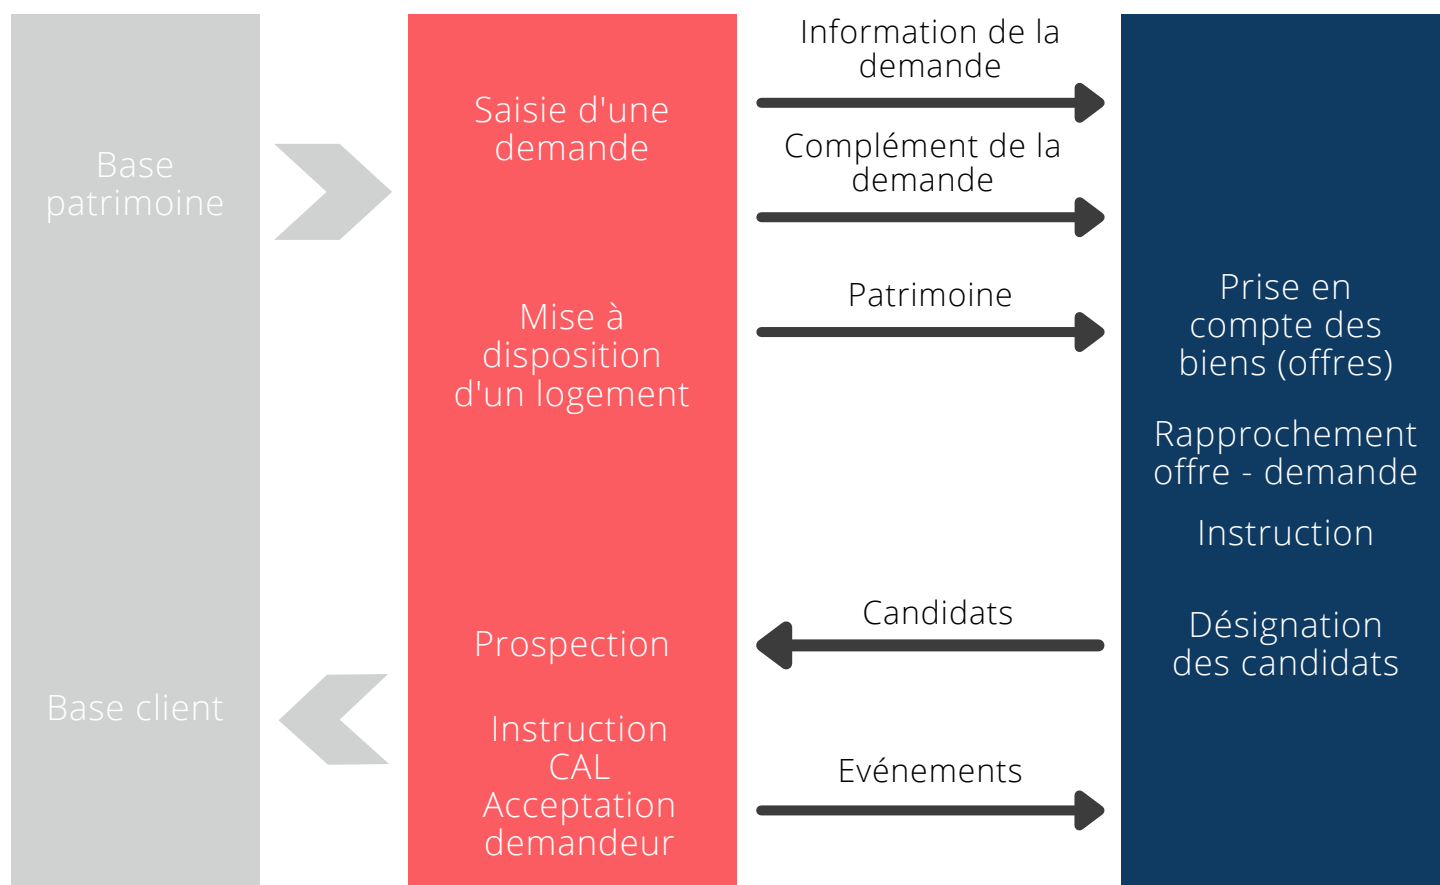 Base
patrimoine
Base client
Saisie d'une
demande
Mise à
disposition
d'un logement
Prospection
Instruction
CAL
Acceptation
demandeur
Information de la
demande
Complément de la
demande
Patrimoine
Candidats
Evénements
Prise en
compte des
biens (offres)
Rapprochement
offre - demande
Instruction
Désignation
des candidats